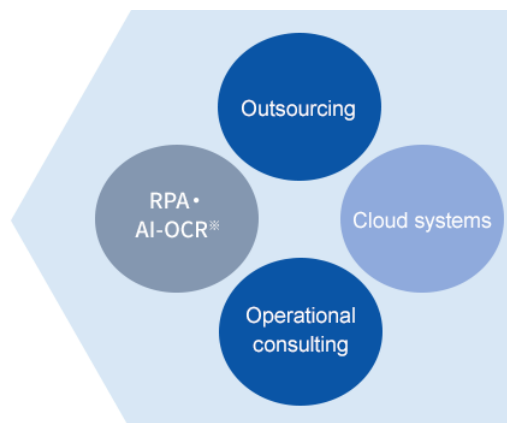 Outsourcing
RPA・
AI-OCR※
Cloud systems
Operational
consulting